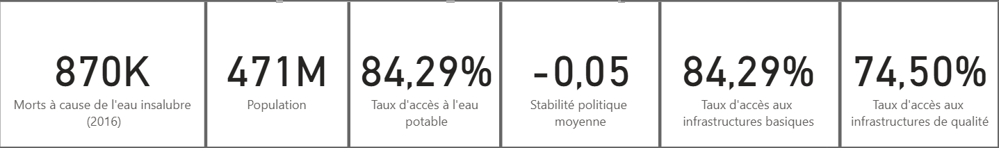 870K
Morts à cause de l'eau insalubre
(2016)
471M
Population
84,29%
Taux d'accès à l'eau
potable
-0,05
Stabilité politique
moyenne
84,29%
Taux d'accès aux
infrastructures basiques
74,50%
Taux d'accès aux
infrastructures de qualité